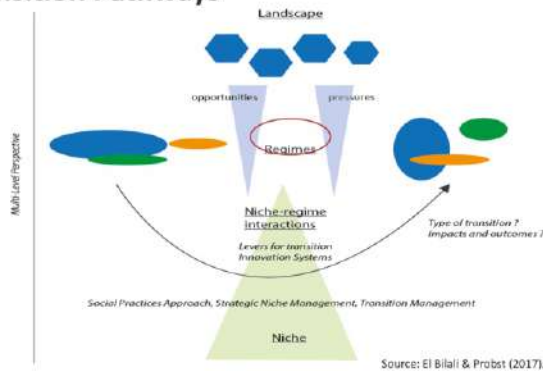 Landscape
opportunities
pressures
Regimes
Multi-Level Perspective
Niche-regime
interactions
Levers for transition
Innovation Systems
Type of transition ?
Impacts and outcomes ?
Social Practices Approach, Strategic Niche Management, Transition Management
Niche
Source: El Bilali & Probst (2017).